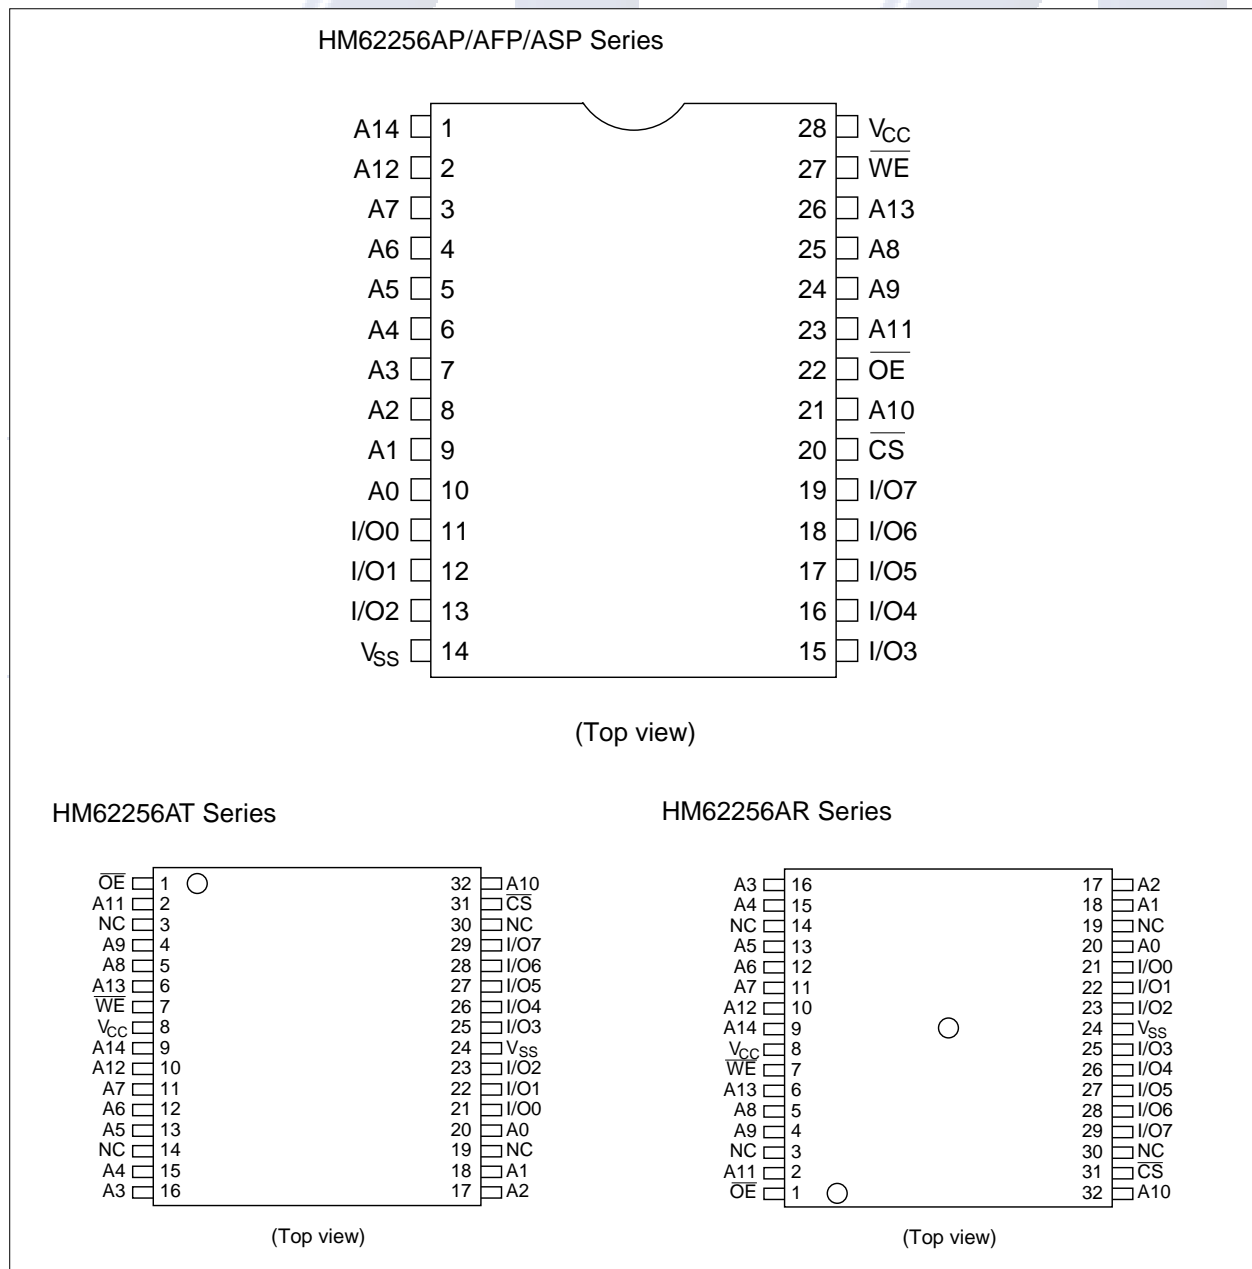 HM62256AP/AFP/ASP Series
A14 1 28 VCC
A12 2 27 WE
A7 3 26 A13
A6 4 25 A8
A5 5 24 A9
A4 6 23 A11
A3 7 22 OE
A2 8 21 A10
A1 9 20 CS
A0 10 19 I/O7
I/O0 11 18 I/O6
I/O1 12 17 I/O5
I/O2 13 16 I/O4
VSS 14 15 I/O3
(Top view)
HM62256AT Series
OE 1 32 A10
A11 2 31 CS
NC 3 30 NC
A9 4 29 I/O7
A8 5 28 I/O6
A13 6 27 I/O5
WE 7 26 I/O4
VCC 8 25 I/O3
A14 9 24 VSS
A12 10 23 I/O2
A7 11 22 I/O1
A6 12 21 I/O0
A5 13 20 A0
NC 14 19 NC
A4 15 18 A1
A3 16 17 A2
(Top view)
HM62256AR Series
A3 16 17 A2
A4 15 18 A1
NC 14 19 NC
A5 13 20 A0
A6 12 21 I/O0
A7 11 22 I/O1
A12 10 23 I/O2
A14 9 24 VSS
VCC 8 25 I/O3
WE 7 26 I/O4
A13 6 27 I/O5
A8 5 28 I/O6
A9 4 29 I/O7
NC 3 30 NC
A11 2 31 CS
OE 1 32 A10
(Top view)